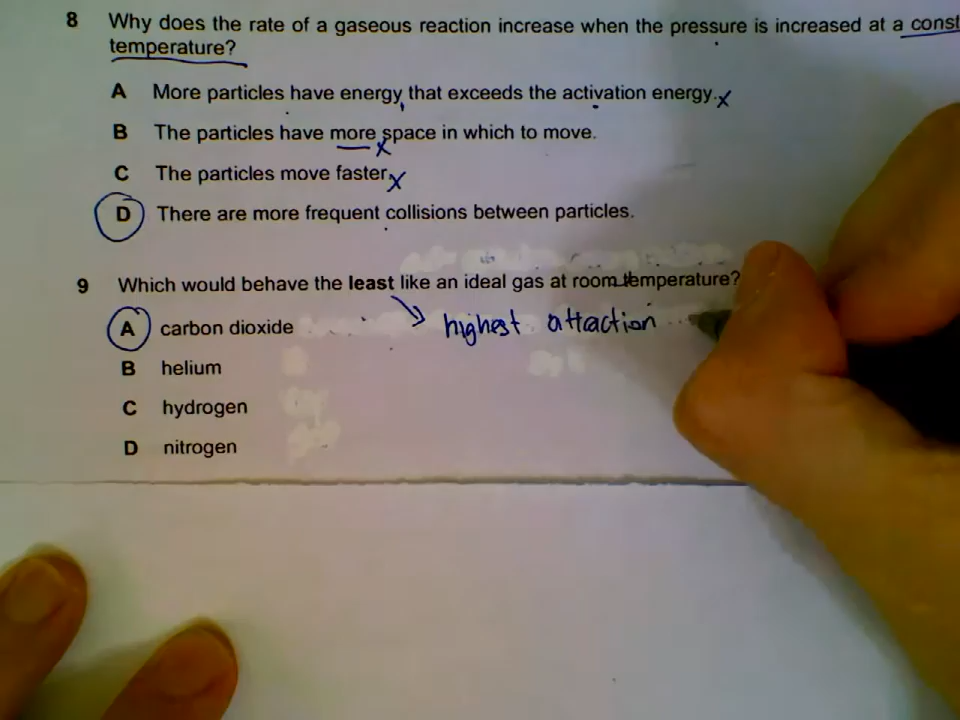 8 Why does the rate of a gaseous reaction increase when the pressure is increased at a const
temperature?
A More particles have energy that exceeds the activation energy. x
B The particles have more space in which to move.
x
C The particles move faster. x
D There are more frequent collisions between particles.
9 Which would behave the least like an ideal gas at room temperature?
highest attraction
A carbon dioxide
B helium
C hydrogen
D nitrogen